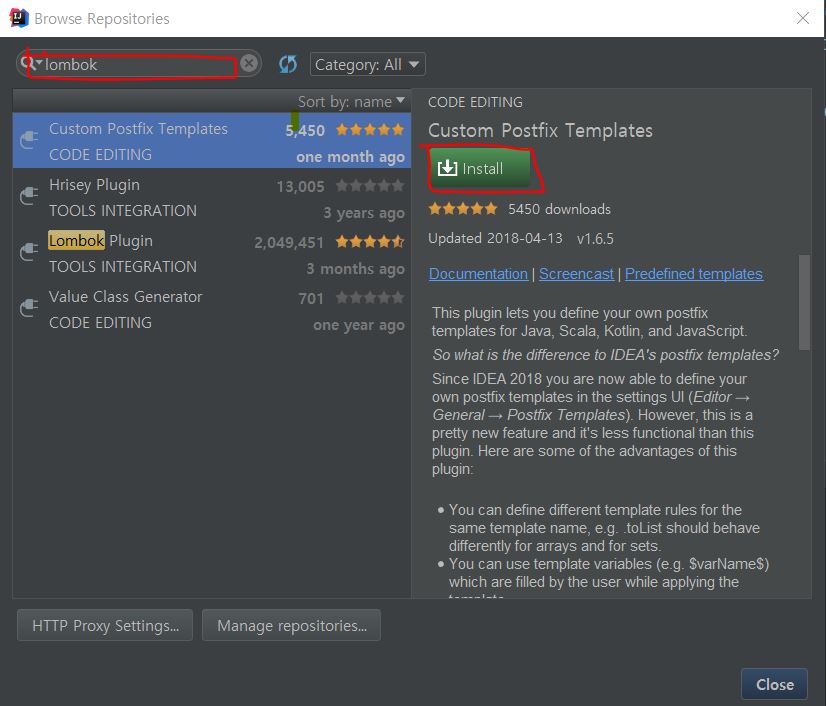 Browse Repositories
lombok
Category: All
Sort by: name
Custom Postfix Templates 5,450
CODE EDITING one month ago
Hrisey Plugin 13,005
TOOLS INTEGRATION 3 years ago
Lombok Plugin 2,049,451
TOOLS INTEGRATION 3 months ago
Value Class Generator 701
CODE EDITING one year ago
CODE EDITING
Custom Postfix Templates
Install
5450 downloads
Updated 2018-04-13 v1.6.5
Documentation | Screencast | Predefined templates
This plugin lets you define your own postfix
templates for Java, Scala, Kotlin, and JavaScript.
So what is the difference to IDEA's postfix templates?
Since IDEA 2018 you are now able to define your
own postfix templates in the settings UI (Editor →
General → Postfix Templates). However, this is a
pretty new feature and it's less functional than this
plugin. Here are some of the advantages of this
plugin:
• You can define different template rules for the
same template name, e.g. .toList should behave
differently for arrays and for sets.
• You can use template variables (e.g. $varName$)
which are filled by the user while applying the
template.
HTTP Proxy Settings...
Manage repositories...
Close